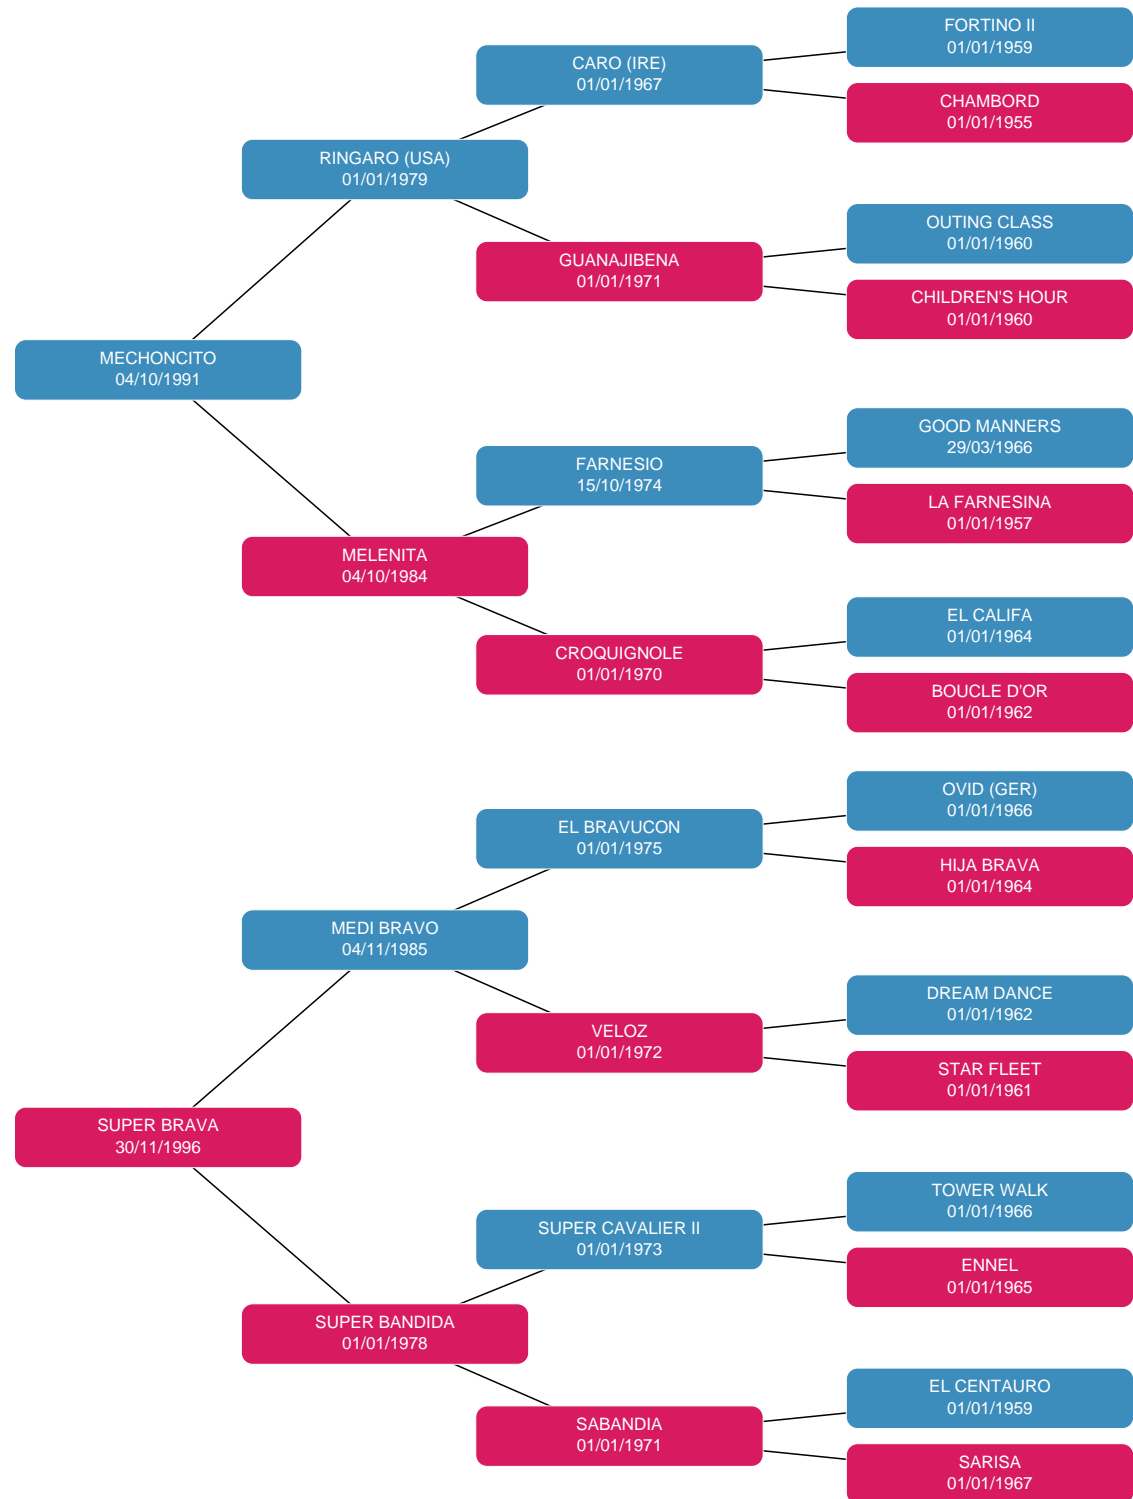 FORTINO II
01/01/1959
CARO (IRE)
01/01/1967
CHAMBORD
01/01/1955
RINGARO (USA)
01/01/1979
OUTING CLASS
01/01/1960
GUANAJIBENA
01/01/1971
CHILDREN'S HOUR
01/01/1960
MECHONCITO
04/10/1991
GOOD MANNERS
29/03/1966
FARNESIO
15/10/1974
LA FARNESINA
01/01/1957
MELENITA
04/10/1984
EL CALIFA
01/01/1964
CROQUIGNOLE
01/01/1970
BOUCLE D'OR
01/01/1962
OVID (GER)
01/01/1966
EL BRAVUCON
01/01/1975
HIJA BRAVA
01/01/1964
MEDI BRAVO
04/11/1985
DREAM DANCE
01/01/1962
VELOZ
01/01/1972
STAR FLEET
01/01/1961
SUPER BRAVA
30/11/1996
TOWER WALK
01/01/1966
SUPER CAVALIER II
01/01/1973
ENNEL
01/01/1965
SUPER BANDIDA
01/01/1978
EL CENTAURO
01/01/1959
SABANDIA
01/01/1971
SARISA
01/01/1967